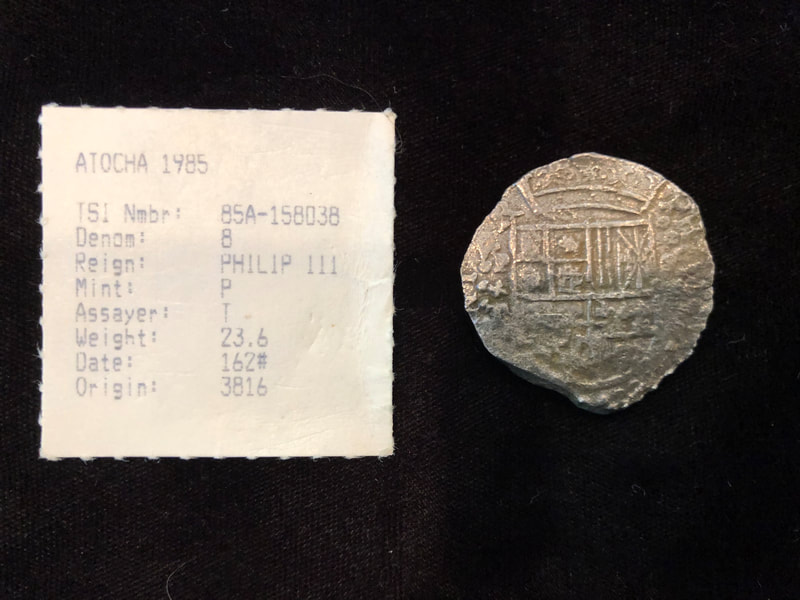 ATOCHA 1985
TSI Nmbr: 85A-158038
Denom: 8
Reign: PHILIP III
Mint: P
Assayer: T
Weight: 23.6
Date: 162#
Origin: 3816